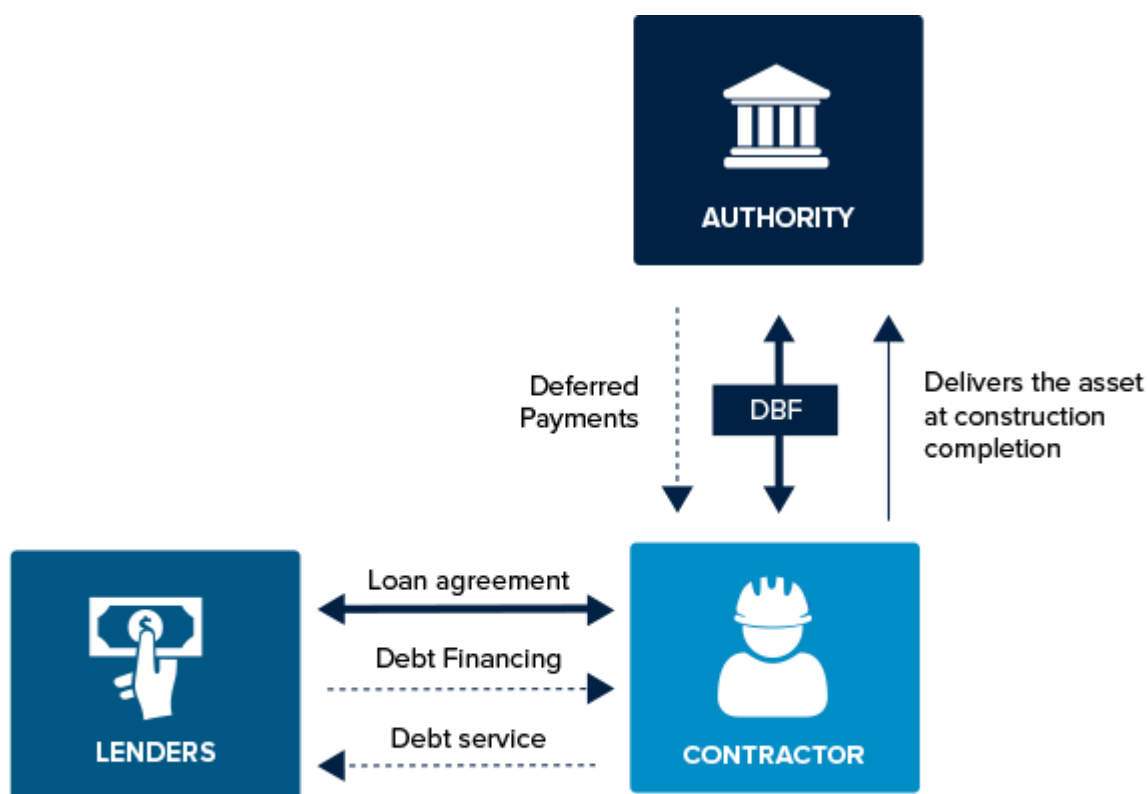 AUTHORITY
Deferred
Payments
DBF
Delivers the asset
at construction
completion
Loan agreement
Debt Financing
Debt service
LENDERS
CONTRACTOR
$